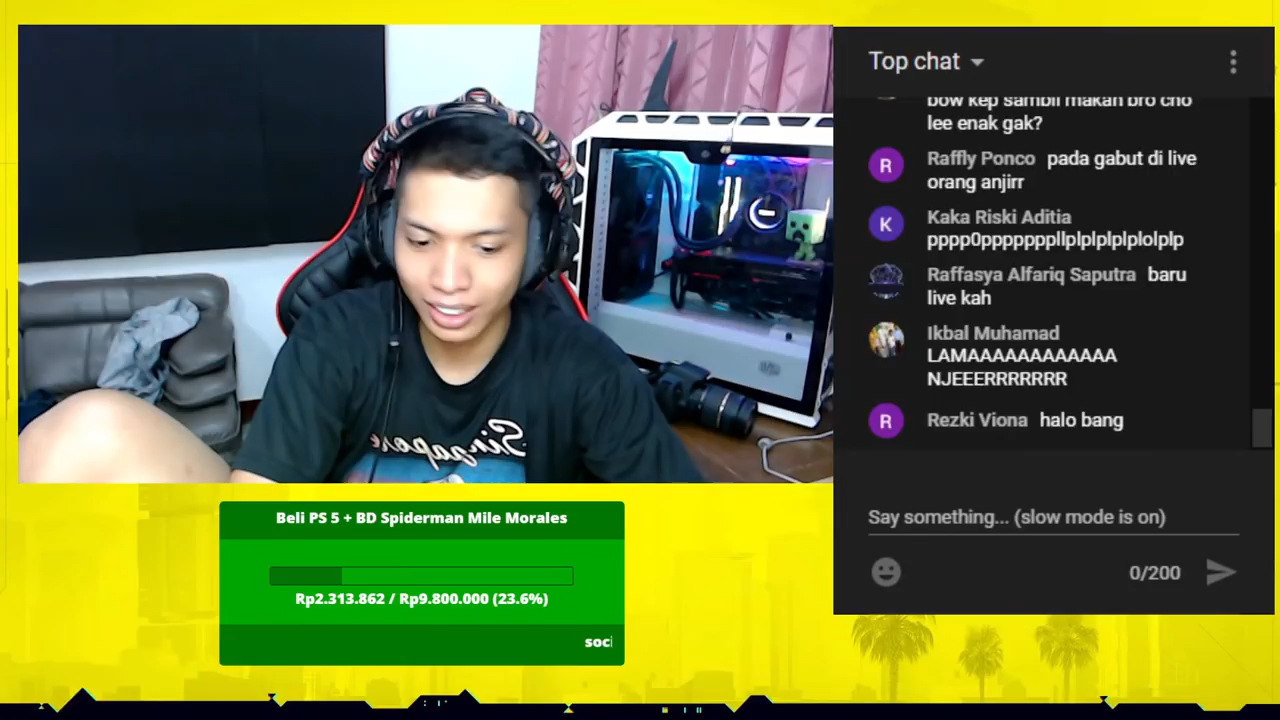 Top chat
bow kep sambil makan bro cho
lee enak gak?
Raffly Ponco pada gabut di live
orang anjirr
Kaka Riski Aditia
pppp0pppppppllplplplplplolplp
Raffasya Alfariq Saputra baru
live kah
Ikbal Muhamad
LAMAAAAAAAAAAAA
NJEEERRRRRRR
Rezki Viona halo bang
Say something... (slow mode is on)
0/200
R
K
R
Singapore
Beli PS 5 + BD Spiderman Mile Morales
Rp2.313.862 / Rp9.800.000 (23.6%)
soc